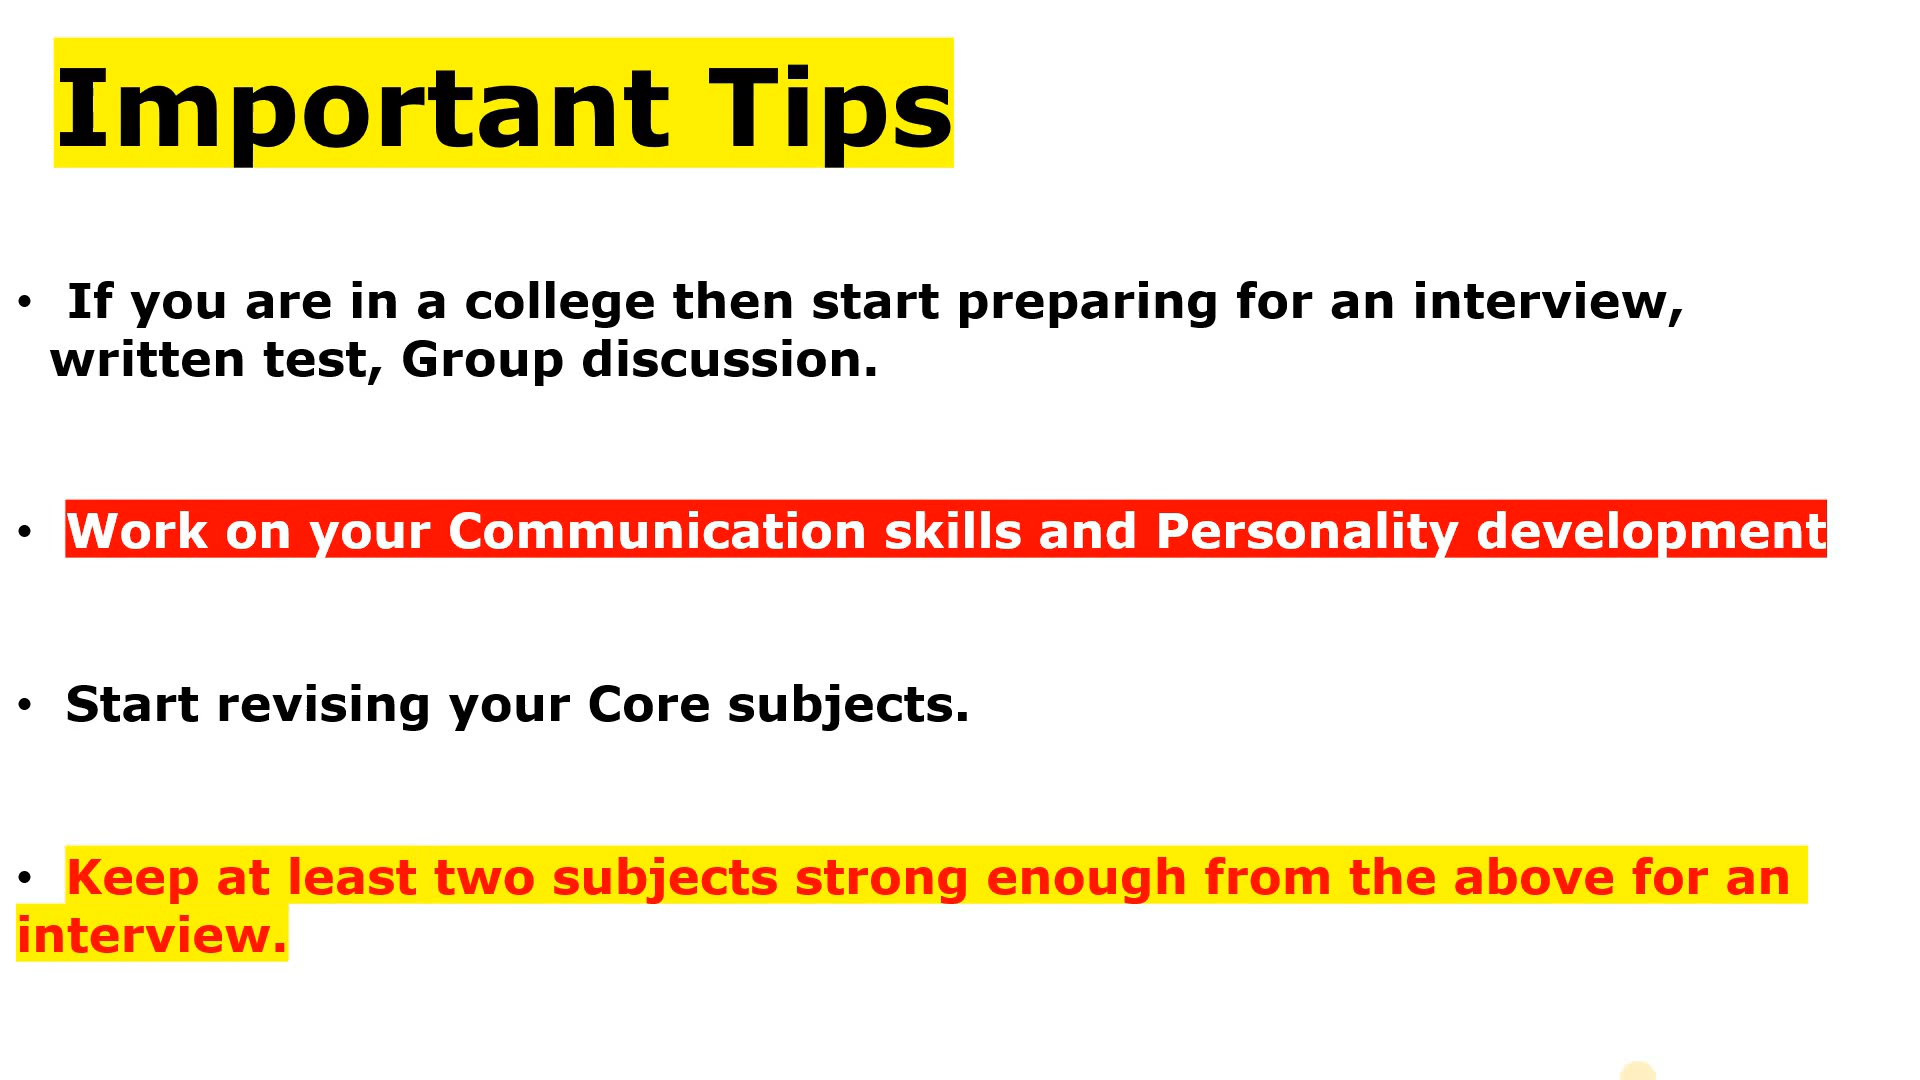 Important Tips
• If you are in a college then start preparing for an interview,
written test, Group discussion.
• Work on your Communication skills and Personality development
• Start revising your Core subjects.
• Keep at least two subjects strong enough from the above for an
interview.